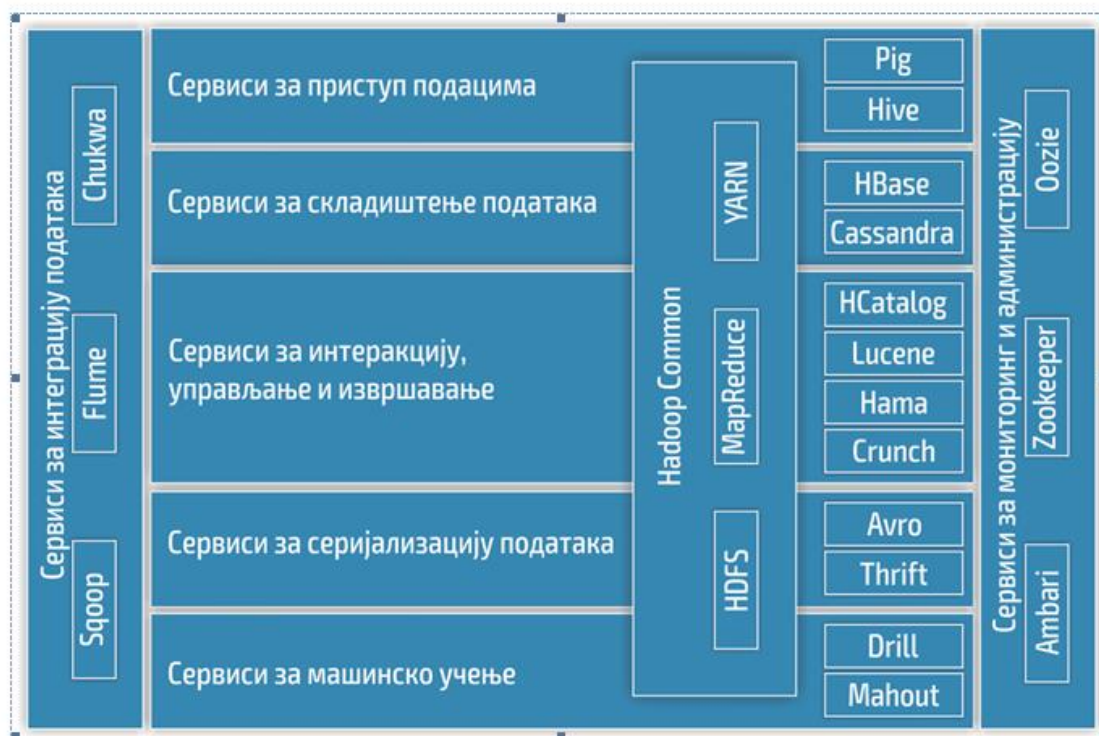 Сервиси за интеграцију података
Chukwa
Flume
Sqoop
Сервиси за приступ подацима
Pig
Hive
Сервиси за складиштење података
HBase
Cassandra
Сервиси за интеракцију,
управљање и извршавање
HCatalog
Lucene
Hama
Crunch
Сервиси за серијализацију података
Avro
Thrift
Сервиси за машинско учење
Drill
Mahout
Hadoop Common
YARN
MapReduce
HDFS
Сервиси за мониторинг и администрацију
Oozie
Zookeeper
Ambari